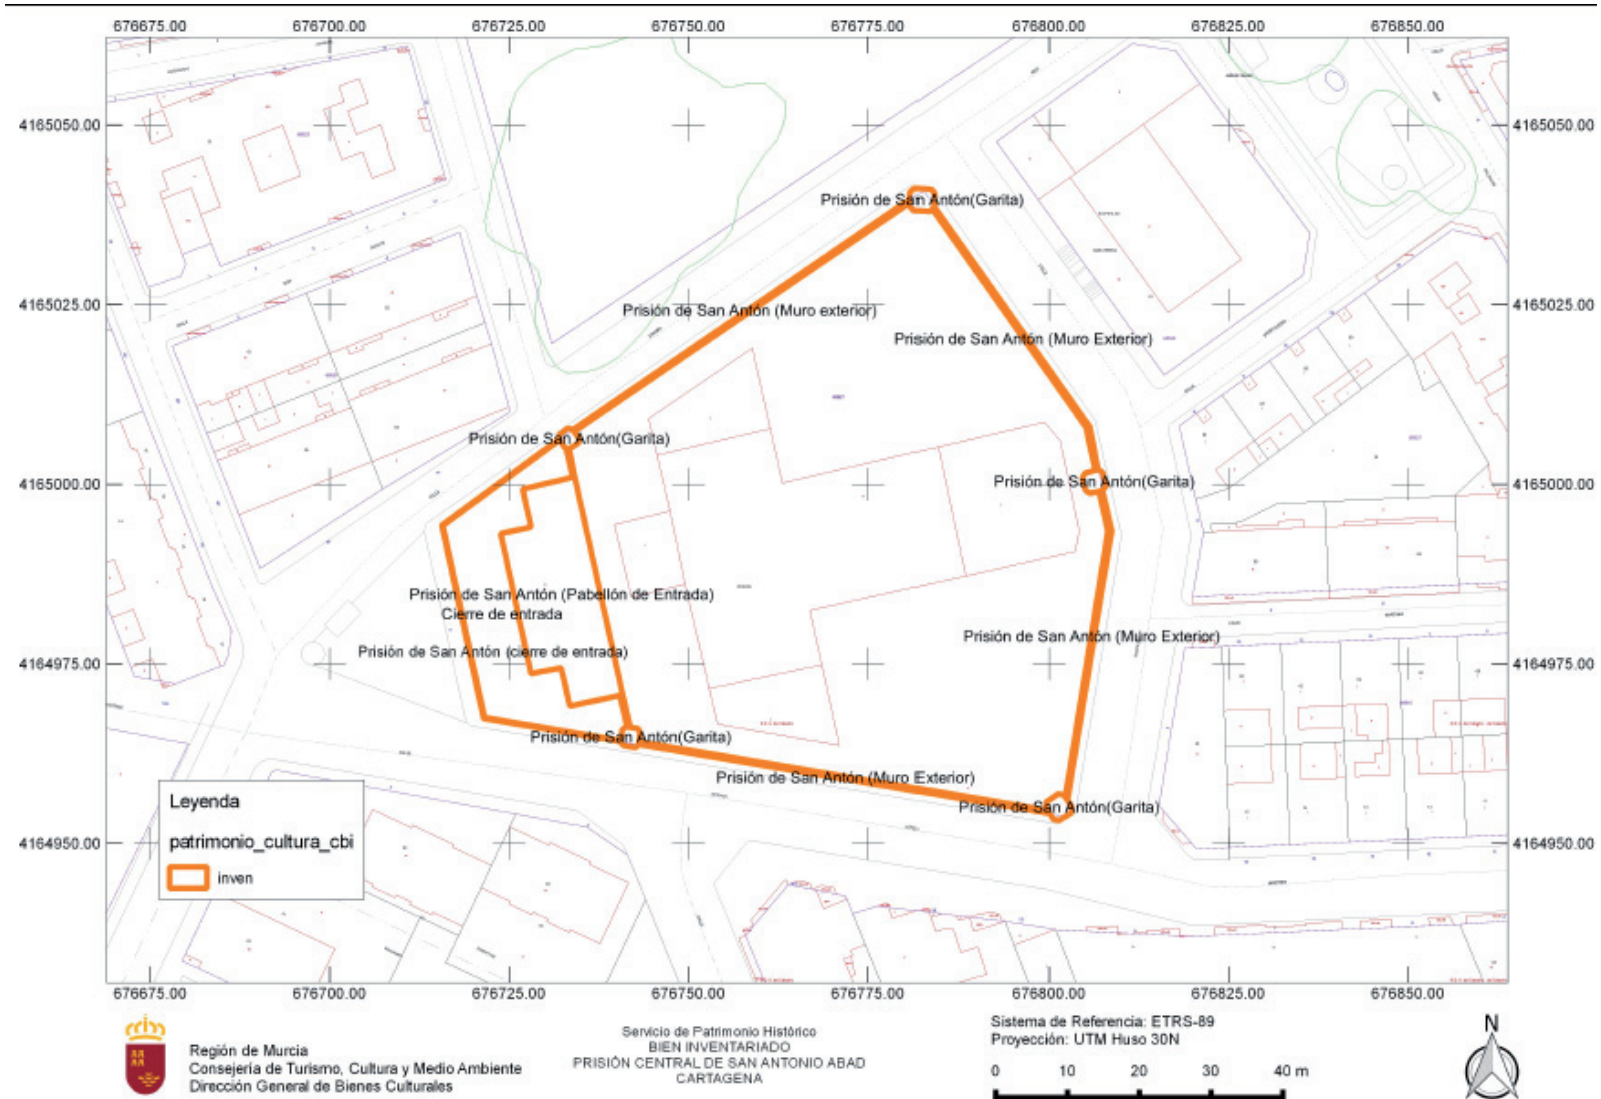 676675.00 676700.00 676725.00 676750.00 676775.00 676800.00 676825.00 676850.00
4165050.00 4165050.00
Prisión de San Antón(Garita)
4165025.00 4165025.00
Prisión de San Antón (Muro exterior)
Prisión de San Antón (Muro Exterior)
Prisión de San Antón(Garita)
4165000.00 4165000.00
Prisión de San Antón(Garita)
Prisión de San Antón (Pabellón de Entrada)
Cierre de entrada
Prisión de San Antón (Muro Exterior)
Prisión de San Antón (cierre de entrada)
4164975.00 4164975.00
Prisión de San Antón(Garita)
Prisión de San Antón (Muro Exterior)
Prisión de San Antón(Garita)
Leyenda
patrimonio_cultura_cbi
inven
4164950.00 4164950.00
676675.00 676700.00 676725.00 676750.00 676775.00 676800.00 676825.00 676850.00
Región de Murcia
Consejería de Turismo, Cultura y Medio Ambiente
Dirección General de Bienes Culturales
Servicio de Patrimonio Histórico
BIEN INVENTARIADO
PRISIÓN CENTRAL DE SAN ANTONIO ABAD
CARTAGENA
Sistema de Referencia: ETRS-89
Proyección: UTM Huso 30N
0 10 20 30 40 m
N